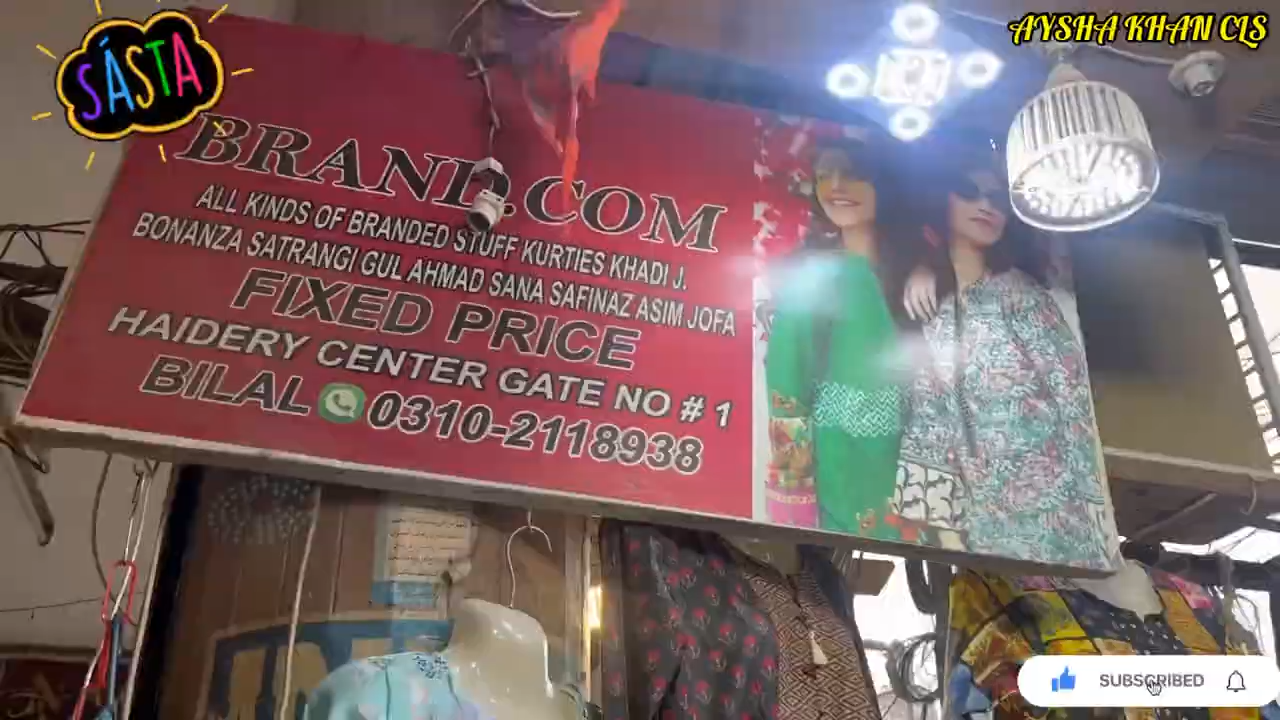 SÁSTA
AYSHA KHAN CLS
BRAND.COM
ALL KINDS OF BRANDED STUFF KURTIES KHADI J.
BONANZA SATRANGI GUL AHMAD SANA SAFINAZ ASIM JOFA
FIXED PRICE
HAIDERY CENTER GATE NO # 1
BILAL 0310-2118938
SUBSCRIBED